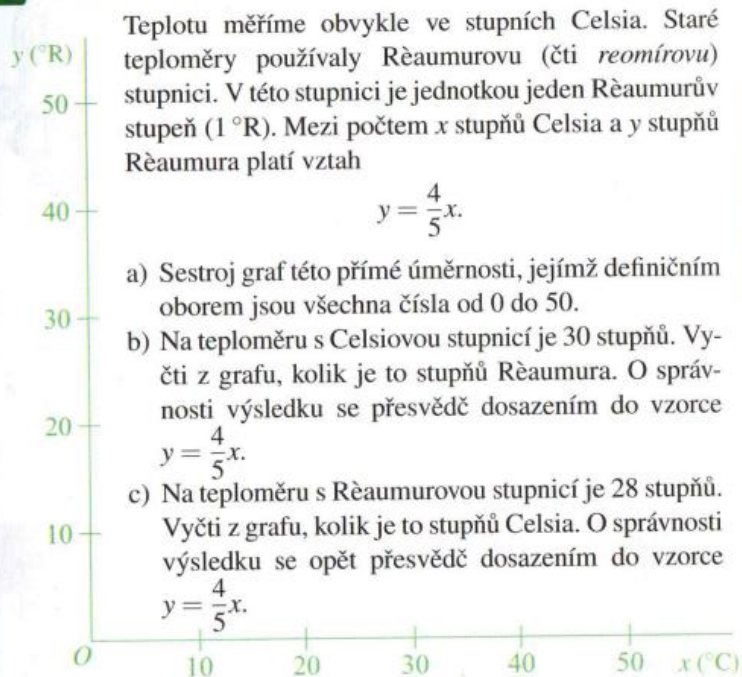 Teplotu měříme obvykle ve stupních Celsia. Staré
teploměry používaly Rèaumurovu (čti reomírovu)
stupnici. V této stupnici je jednotkou jeden Rèaumurův
stupeň (1 °R). Mezi počtem x stupňů Celsia a y stupňů
Rèaumura platí vztah
y = 4/5 x.
a) Sestroj graf této přímé úměrnosti, jejímž definičním
oborem jsou všechna čísla od 0 do 50.
b) Na teploměru s Celsiovou stupnicí je 30 stupňů. Vy-
čti z grafu, kolik je to stupňů Rèaumura. O správ-
nosti výsledku se přesvědč dosazením do vzorce
y = 4/5 x.
c) Na teploměru s Rèaumurovou stupnicí je 28 stupňů.
Vyčti z grafu, kolik je to stupňů Celsia. O správnosti
výsledku se opět přesvědč dosazením do vzorce
y = 4/5 x.
y (°R)
50
40
30
20
10
O 10 20 30 40 50 x (°C)